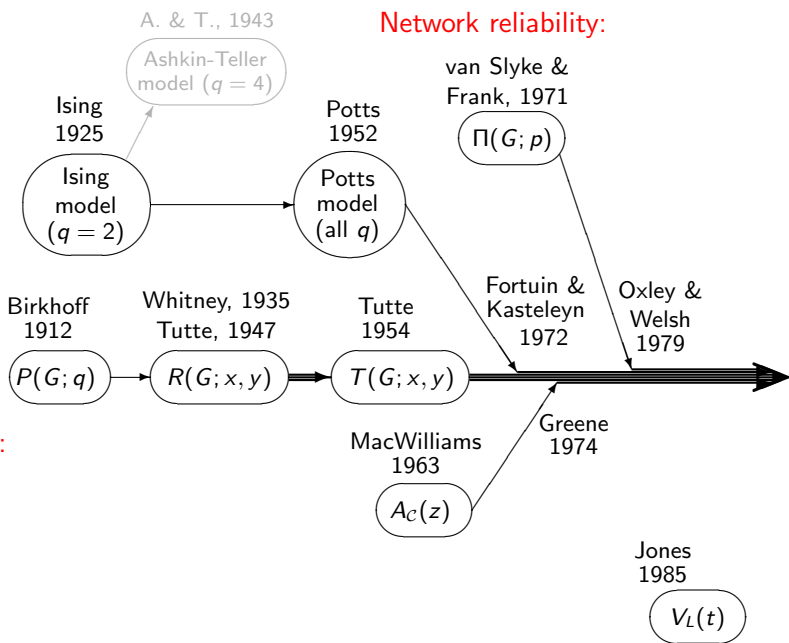 A. & T., 1943
Ashkin-Teller
model (q = 4)
Network reliability:
van Slyke &
Frank, 1971
Π(G; p)
Ising
1925
Ising
model
(q = 2)
Potts
1952
Potts
model
(all q)
Fortuin &
Kasteleyn
1972
Oxley &
Welsh
1979
Birkhoff
1912
P(G; q)
Whitney, 1935
Tutte, 1947
R(G; x, y)
Tutte
1954
T(G; x, y)
:
MacWilliams
1963
A_C(z)
Greene
1974
Jones
1985
V_L(t)